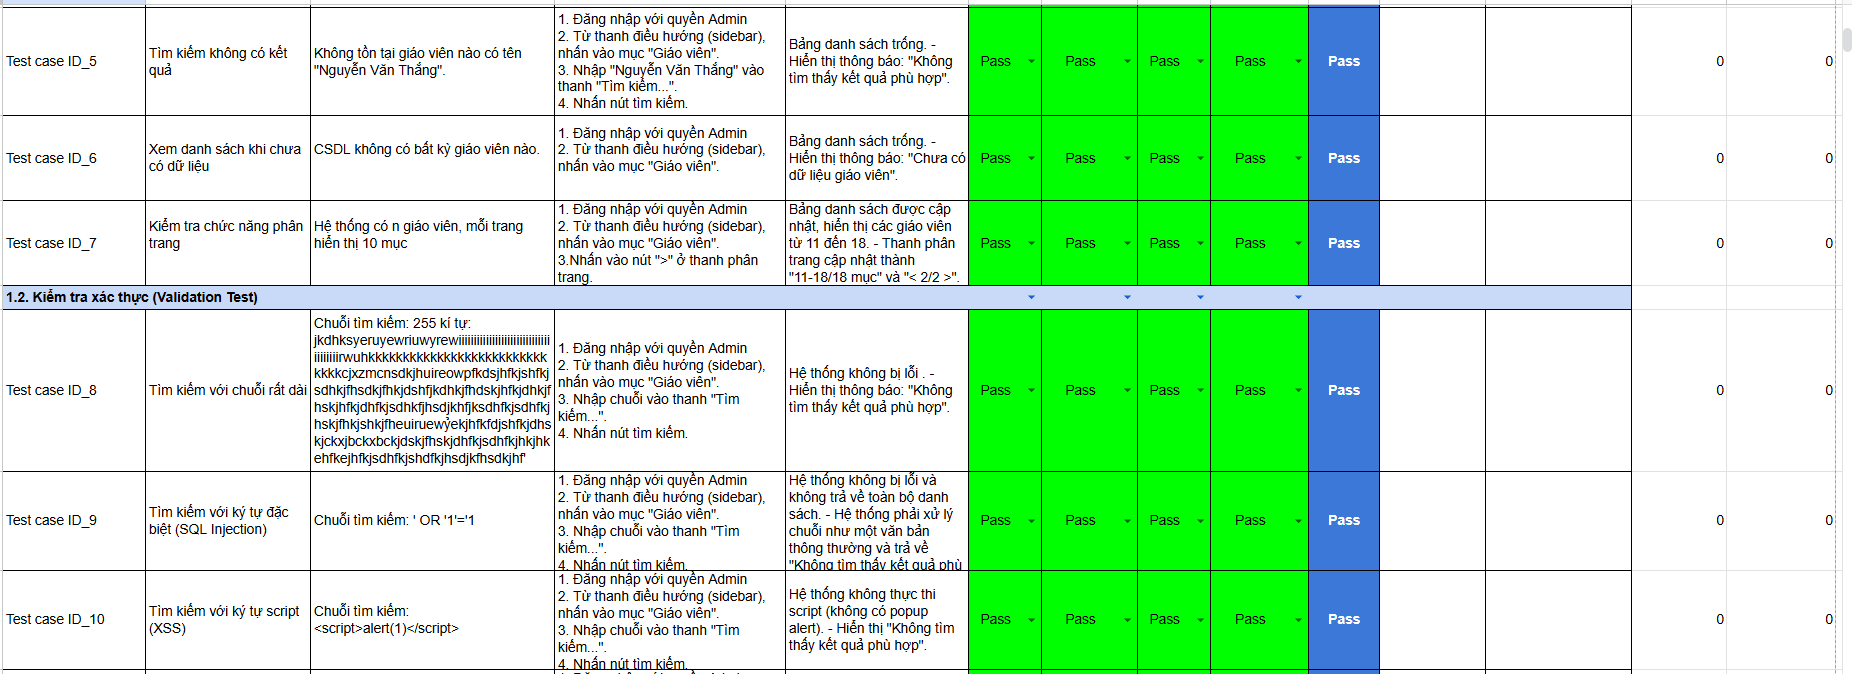 Test case ID_5
Tìm kiếm không có kết
quả
Không tồn tại giáo viên nào có tên
"Nguyễn Văn Thắng".
1. Đăng nhập với quyền Admin
2. Từ thanh điều hướng (sidebar),
nhấn vào mục "Giáo viên".
3. Nhập "Nguyễn Văn Thắng" vào
thanh "Tìm kiếm...".
4. Nhấn nút tìm kiếm.
Bảng danh sách trống. -
Hiển thị thông báo: "Không
tìm thấy kết quả phù hợp".
Pass
Pass
Pass
Pass
Pass
0
0
Test case ID_6
Xem danh sách khi chưa
có dữ liệu
CSDL không có bất kỳ giáo viên nào.
1. Đăng nhập với quyền Admin
2. Từ thanh điều hướng (sidebar),
nhấn vào mục "Giáo viên".
Bảng danh sách trống. -
Hiển thị thông báo: "Chưa có
dữ liệu giáo viên".
Pass
Pass
Pass
Pass
Pass
0
0
Test case ID_7
Kiểm tra chức năng phân
trang
Hệ thống có n giáo viên, mỗi trang
hiển thị 10 mục
1. Đăng nhập với quyền Admin
2. Từ thanh điều hướng (sidebar),
nhấn vào mục "Giáo viên".
3.Nhấn vào nút ">" ở thanh phân
trang.
Bảng danh sách được cập
nhật, hiển thị các giáo viên
từ 11 đến 18. - Thanh phân
trang cập nhật thành
"11-18/18 mục" và "< 2/2 >".
Pass
Pass
Pass
Pass
Pass
0
0
1.2. Kiểm tra xác thực (Validation Test)
Test case ID_8
Tìm kiếm với chuỗi rất dài
Chuỗi tìm kiếm: 255 kí tự:
1. Đăng nhập với quyền Admin
2. Từ thanh điều hướng (sidebar),
nhấn vào mục "Giáo viên".
3. Nhập chuỗi vào thanh "Tìm
kiếm...".
4. Nhấn nút tìm kiếm.
Hệ thống không bị lỗi . -
Hiển thị thông báo: "Không
tìm thấy kết quả phù hợp".
Pass
Pass
Pass
Pass
Pass
0
0
Test case ID_9
Tìm kiếm với ký tự đặc
biệt (SQL Injection)
Chuỗi tìm kiếm: ' OR '1'='1
1. Đăng nhập với quyền Admin
2. Từ thanh điều hướng (sidebar),
nhấn vào mục "Giáo viên".
3. Nhập chuỗi vào thanh "Tìm
kiếm...".
4. Nhấn nút tìm kiếm.
Hệ thống không bị lỗi và
không trả về toàn bộ danh
sách. - Hệ thống phải xử lý
chuỗi như một văn bản
thông thường và trả về
"Không tìm thấy kết quả phù
Pass
Pass
Pass
Pass
Pass
0
0
Test case ID_10
Tìm kiếm với ký tự script
(XSS)
Chuỗi tìm kiếm:
&lt;script&gt;alert(1)&lt;/script&gt;
1. Đăng nhập với quyền Admin
2. Từ thanh điều hướng (sidebar),
nhấn vào mục "Giáo viên".
3. Nhập chuỗi vào thanh "Tìm
kiếm...".
4. Nhấn nút tìm kiếm.
Hệ thống không thực thi
script (không có popup
alert). - Hiển thị "Không tìm
thấy kết quả phù hợp".
Pass
Pass
Pass
Pass
Pass
0
0